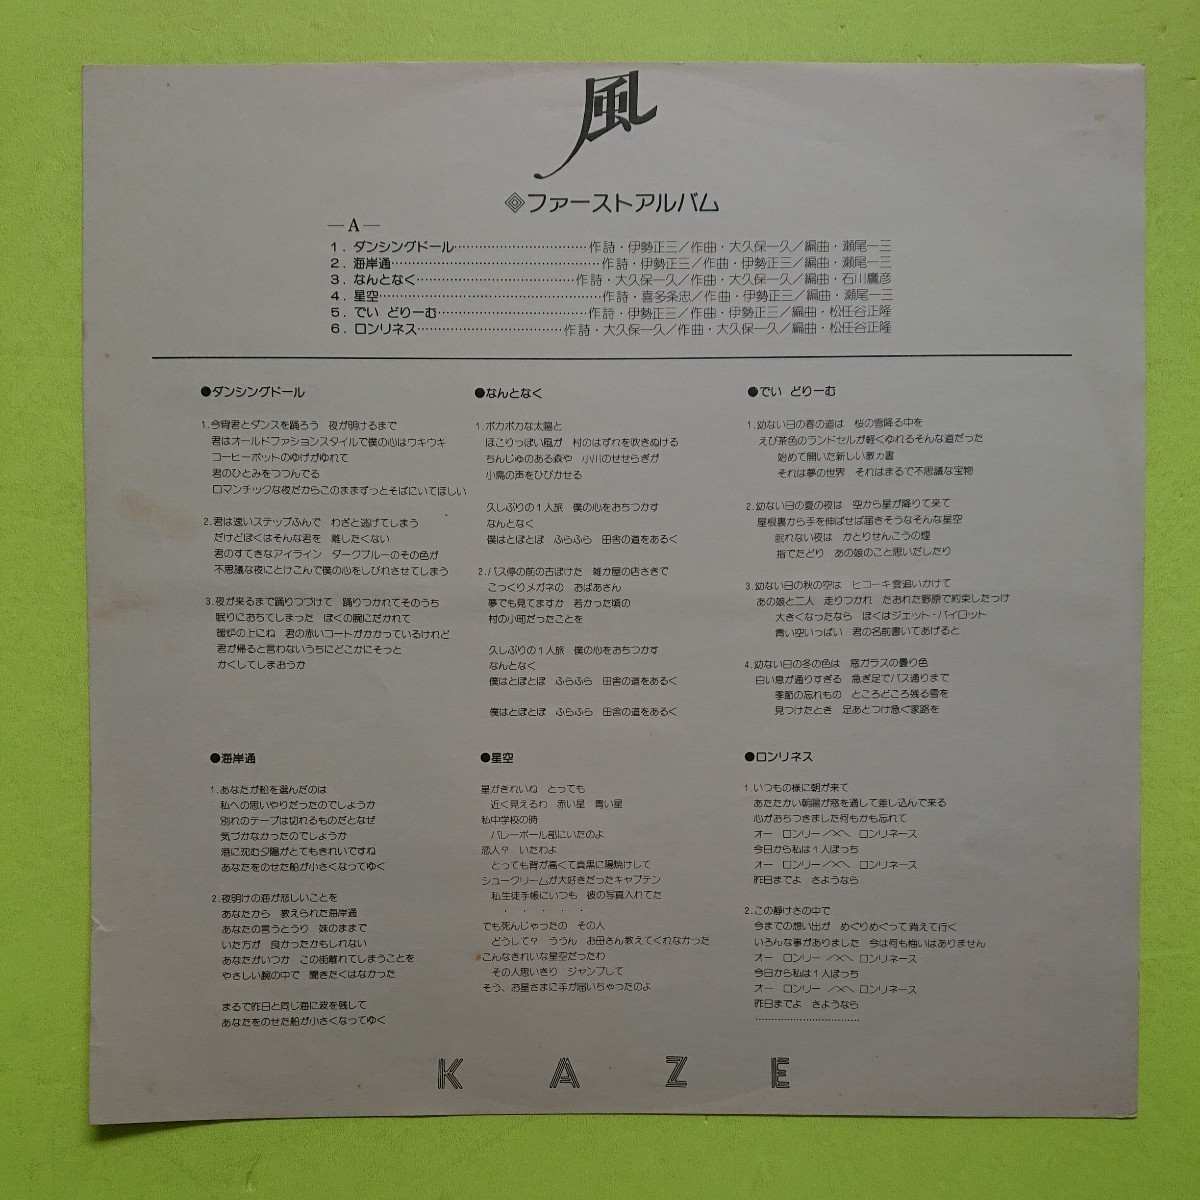 風
◈ファーストアルバム
—A—
1. ダンシングドール……………………………作詩・伊勢正三／作曲・大久保一久／編曲・瀬尾一三
2. 海岸通……………………………作詩・伊勢正三／作曲・伊勢正三／編曲・瀬尾一三
3. なんとなく……………………………作詩・大久保一久／作曲・大久保一久／編曲・石川鷹彦
4. 星空……………………………作詩・喜多条忠／作曲・伊勢正三／編曲・瀬尾一三
5. でい どりーむ……………………………作詩・伊勢正三／作曲・伊勢正三／編曲・松任谷正隆
6. ロンリネス……………………………作詩・大久保一久／作曲・大久保一久／編曲・松任谷正隆
●ダンシングドール
1.今宵君とダンスを踊ろう 夜が明けるまで
君はオールドファションスタイルで僕の心はウキウキ
コーヒーポットのゆげがゆれて
君のひとみをつつんでる
ロマンチックな夜だからこのままずっとそばにいてほしい
2.君は速いステップふんで わざと逃げてしまう
だけどぼくはそんな君を 離したくない
君のすてきなアイライン ダークブルーのその色が
不思議な夜にとけこんで僕の心をしびれさせてしまう
3.夜が来るまで踊りつづけて 踊りつかれてそのうち
眠りにおちてしまった ぼくの腕にだかれて
暖炉の上にね 君の赤いコートがかかっているけれど
君が帰ると言わないうちにどこかにそっと
かくしてしまおうか
●なんとなく
1.ポカポカな太陽と
ほこりっぽい風が 村のはずれを吹きぬける
ちんじゅのある森や 小川のせせらぎが
小鳥の声をひびかせる
久しぶりの1人旅 僕の心をおちつかす
なんとなく
僕はとぼとぼ ふらふら 田舎の道をあるく
2.バス停の前の古ぼけた 雑か屋の店さきで
こっくりメガネの おばあさん
夢でも見てますか 若かった頃の
村の小町だったことを
久しぶりの1人旅 僕の心をおちつかす
なんとなく
僕はとぼとぼ ふらふら 田舎の道をあるく
僕はとぼとぼ ふらふら 田舎の道をあるく
●でい どりーむ
1.幼ない日の春の道は 桜の雪降る中を
えび茶色のランドセルが軽くゆれるそんな道だった
始めて開いた新しい教ヵ書
それは夢の世界 それはまるで不思議な宝物
2.幼ない日の夏の夜は 空から星が降りて来て
屋根裏から手を伸ばせば届きそうなそんな星空
眠れない夜は かとりせんこうの煙
指でたどり あの娘のこと思いだしたり
3.幼ない日の秋の空は ヒコーキ雲追いかけて
あの娘と二人 走りつかれ たおれた野原で約束したっけ
大きくなったなら ぼくはジェット・パイロット
青い空いっぱい 君の名前書いてあげると
4.幼ない日の冬の色は 窓ガラスの曇り色
白い息が通りすぎる 急ぎ足でバス通りまで
季節の忘れもの ところどころ残る雪を
見つけたとき 足あとつけ急ぐ家路を
●海岸通
1.あなたが船を選んだのは
私への思いやりだったのでしょうか
別れのテープは切れるものだとなぜ
気づかなかったのでしょうか
港に沈む夕陽がとてもきれいですね
あなたをのせた船が小さくなってゆく
2.夜明けの海が悲しいことを
あなたから 教えられた海岸通
あなたの言うとうり 妹のままで
いた方が 良かったかもしれない
あなたがいつか この街離れてしまうことを
やさしい腕の中で 聞きたくはなかった
まるで昨日と同じ海に波を残して
あなたをのせた船が小さくなってゆく
●星空
星がきれいね とっても
近く見えるわ 赤い星 青い星
私中学校の時
バレーボール部にいたのよ
恋人? いたわよ
とっても背が高くて真黒に陽焼けして
シュークリームが大好きだったキャプテン
私生徒手帳にいつも 彼の写真入れてた
・・・・・
でも死んじゃったの その人
どうして? ううん お母さん教えてくれなかった
こんなきれいな星空だったわ
その人思いきり ジャンプして
そう、お星さまに手が届いちゃったのよ
●ロンリネス
1.いつもの様に朝が来て
あたたかい朝陽が窓を通して差し込んで来る
心がおちつきました何もかも忘れて
オー ロンリー〳〵〵 ロンリネース
今日から私は1人ぼっち
オー ロンリー〳〵〵 ロンリネース
昨日までよ さようなら
2.この静けさの中で
今までの想い出が めぐりめぐって消えて行く
いろんな事がありました 今は何も悔いはありません
オー ロンリー〳〵〵 ロンリネース
今日から私は1人ぼっち
オー ロンリー〳〵〵 ロンリネース
昨日までよ さようなら
……………………………
KAZE